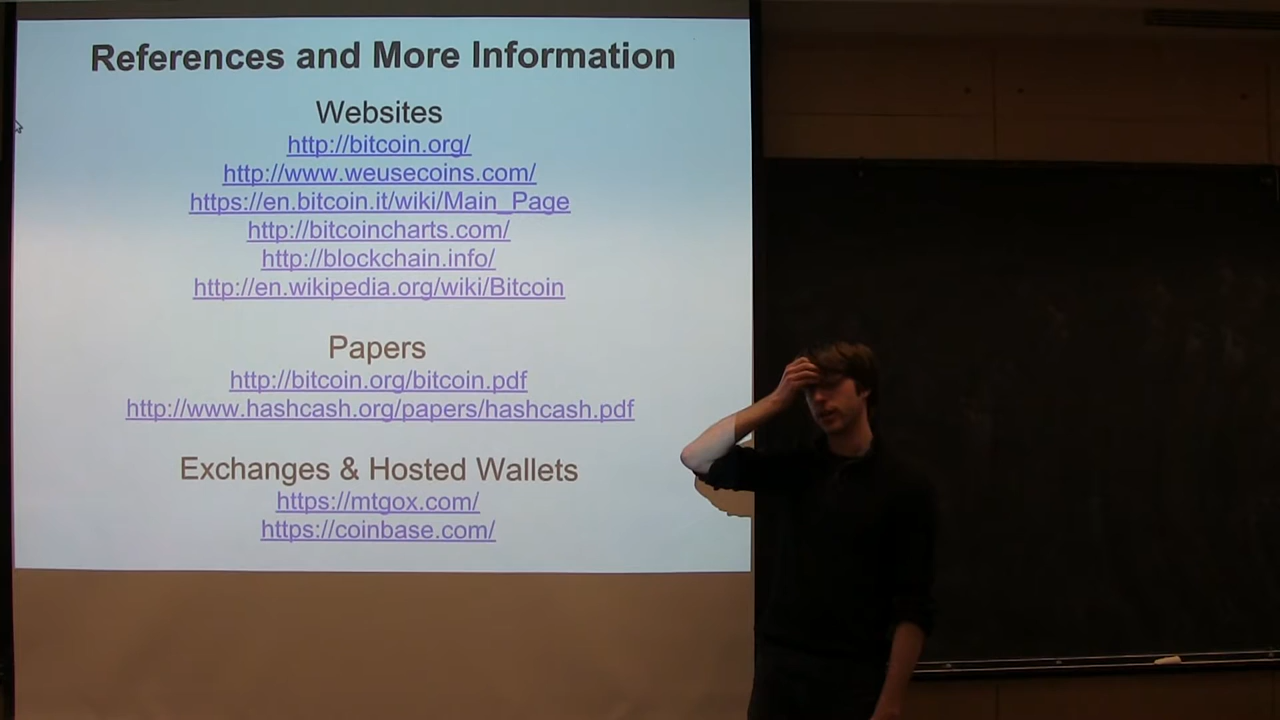 References and More Information
Websites
http://bitcoin.org/
http://www.weusecoins.com/
https://en.bitcoin.it/wiki/Main_Page
http://bitcoincharts.com/
http://blockchain.info/
http://en.wikipedia.org/wiki/Bitcoin
Papers
http://bitcoin.org/bitcoin.pdf
http://www.hashcash.org/papers/hashcash.pdf
Exchanges & Hosted Wallets
https://mtgox.com/
https://coinbase.com/